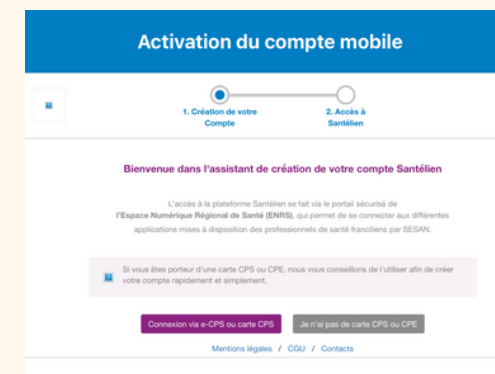 Activation du compte mobile
1. Création de votre
Compte
2. Accès à
Santélien
Bienvenue dans l'assistant de création de votre compte Santélien
L'accès à la plateforme Santélien se fait via le portail sécurisé de
l'Espace Numérique Régional de Santé (ENRS), qui permet de se connecter aux différentes
applications mises à disposition des professionnels de santé franciliens par SESAN.
Si vous êtes porteur d'une carte CPS ou CPE, nous vous conseillons de l'utiliser afin de créer
votre compte rapidement et simplement.
Connexion via e-CPS ou carte CPS
Je n'ai pas de carte CPS ou CPE
Mentions légales / CGU / Contacts